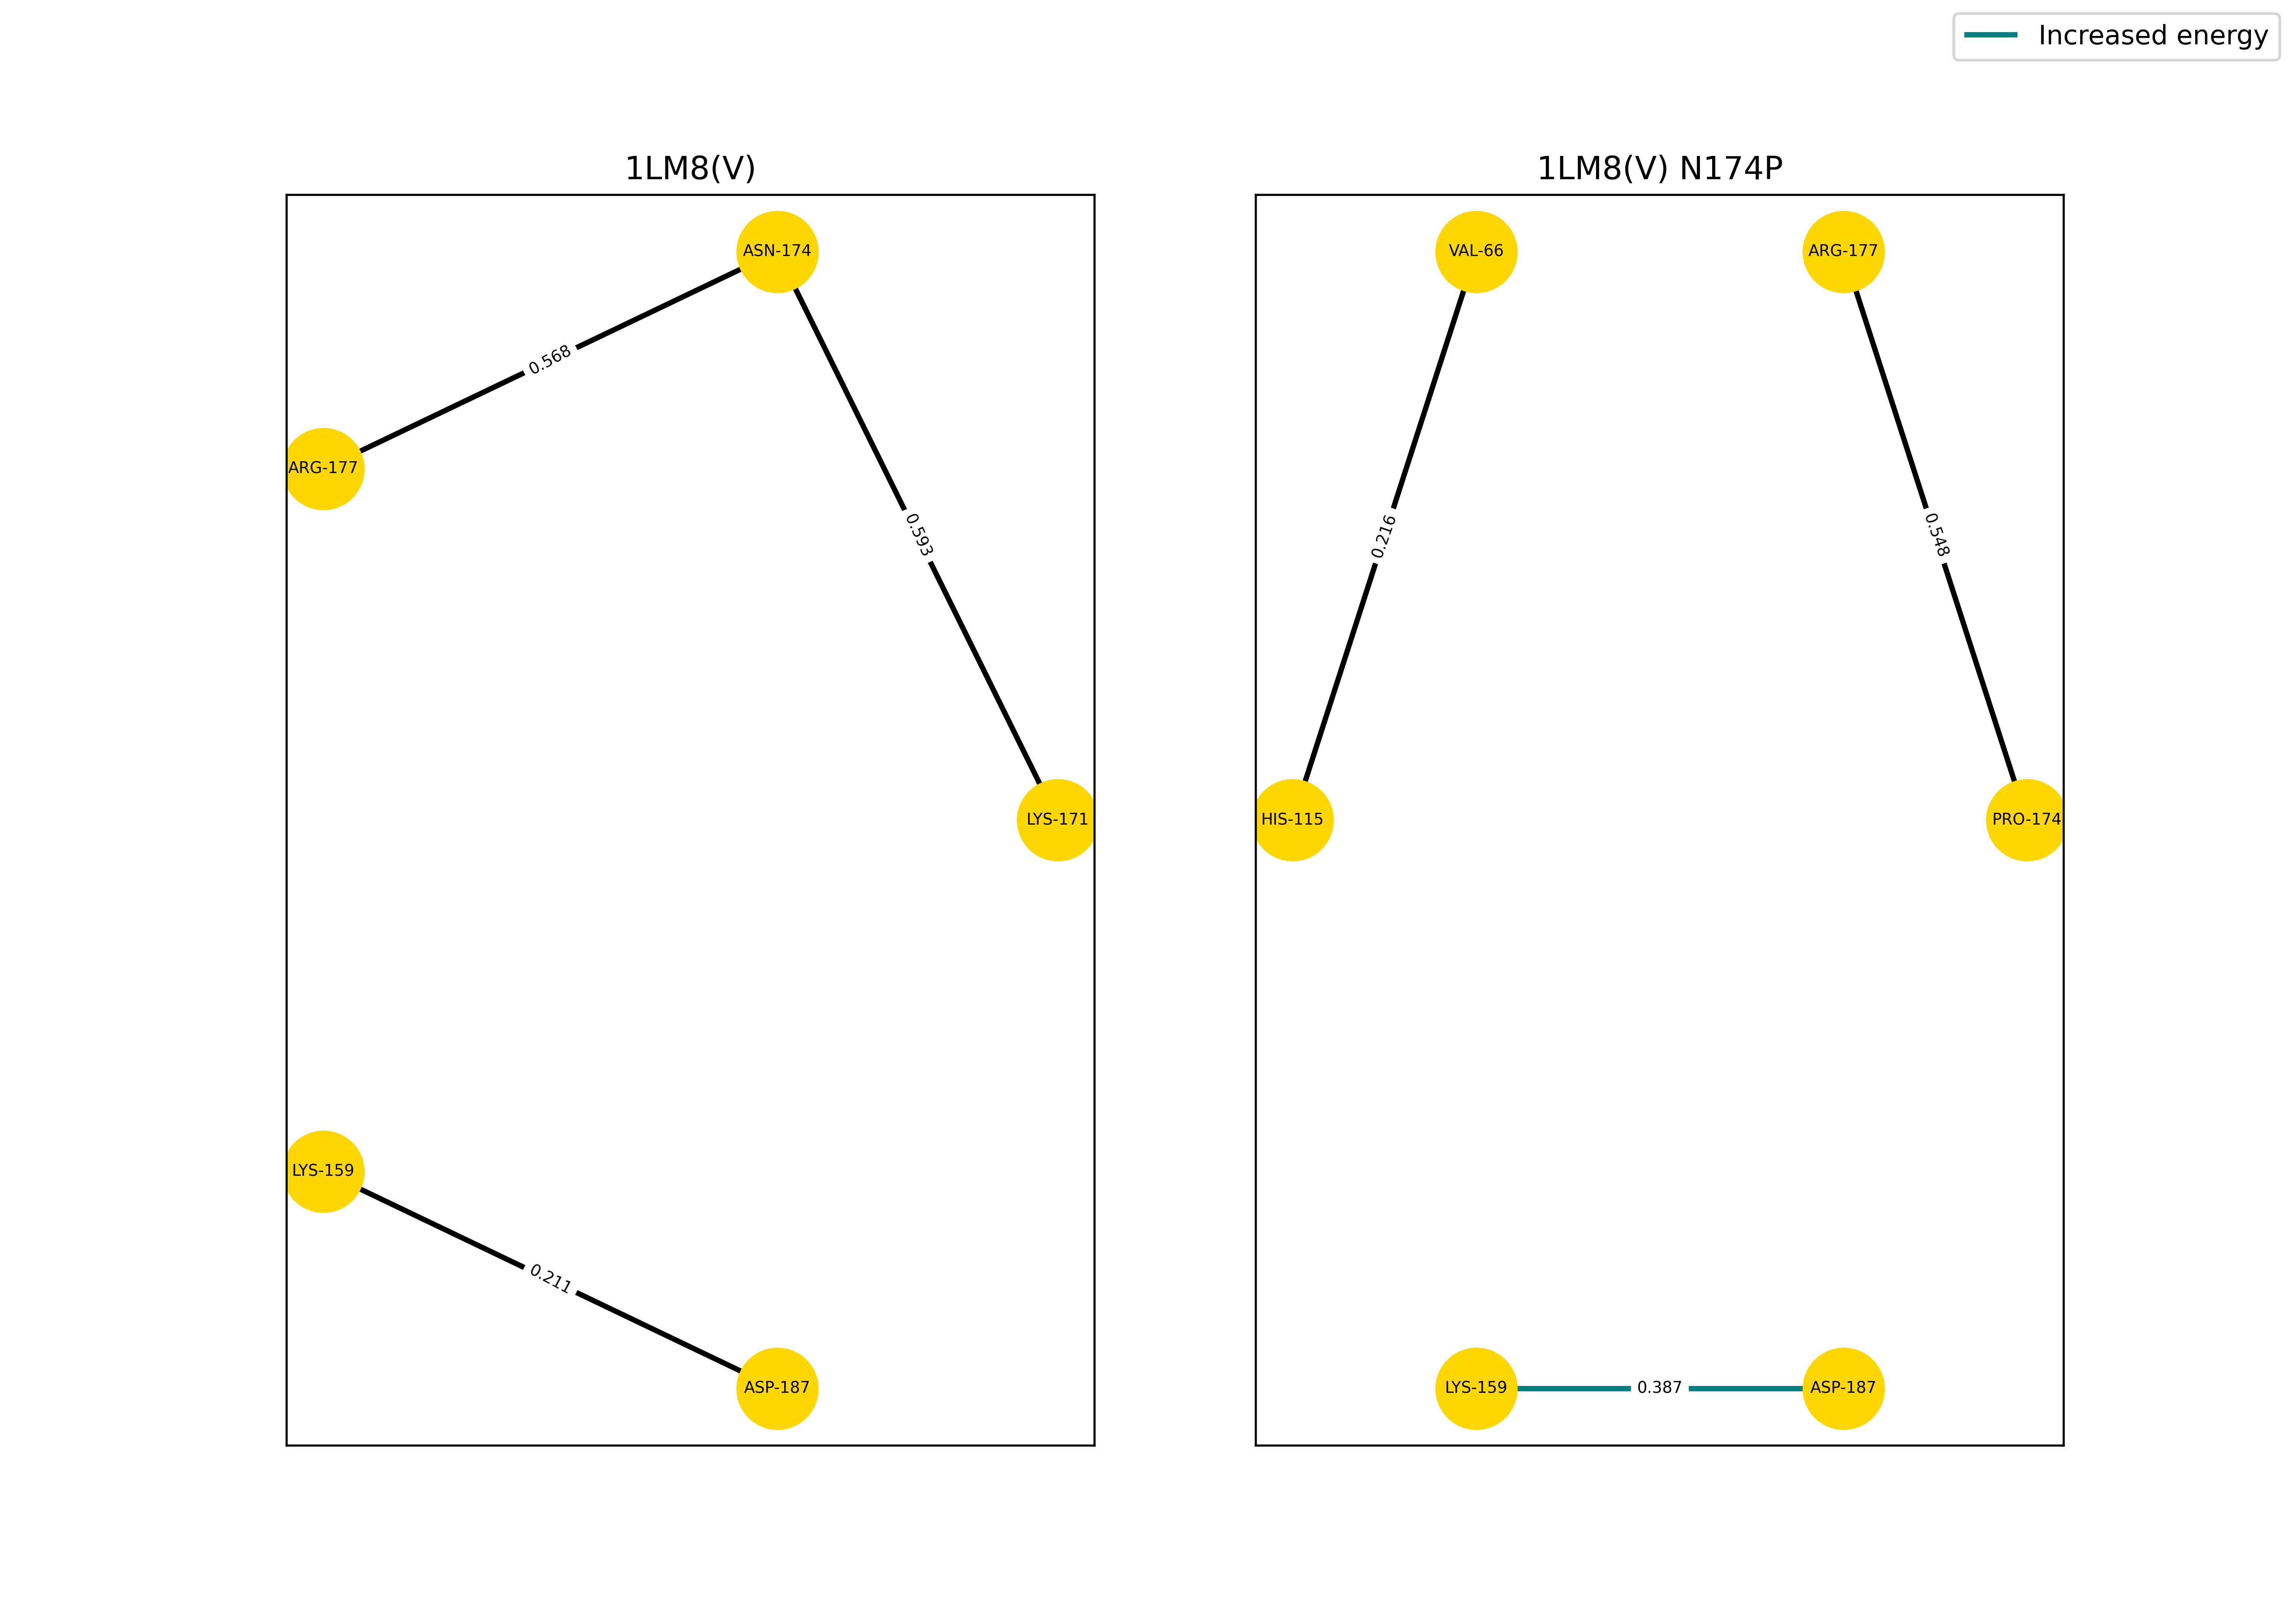 Increased energy
1LM8(V)
ASN-174
0.568
ARG-177
0.593
LYS-171
LYS-159
0.211
ASP-187
1LM8(V) N174P
VAL-66
ARG-177
0.216
0.548
HIS-115
PRO-174
LYS-159
0.387
ASP-187